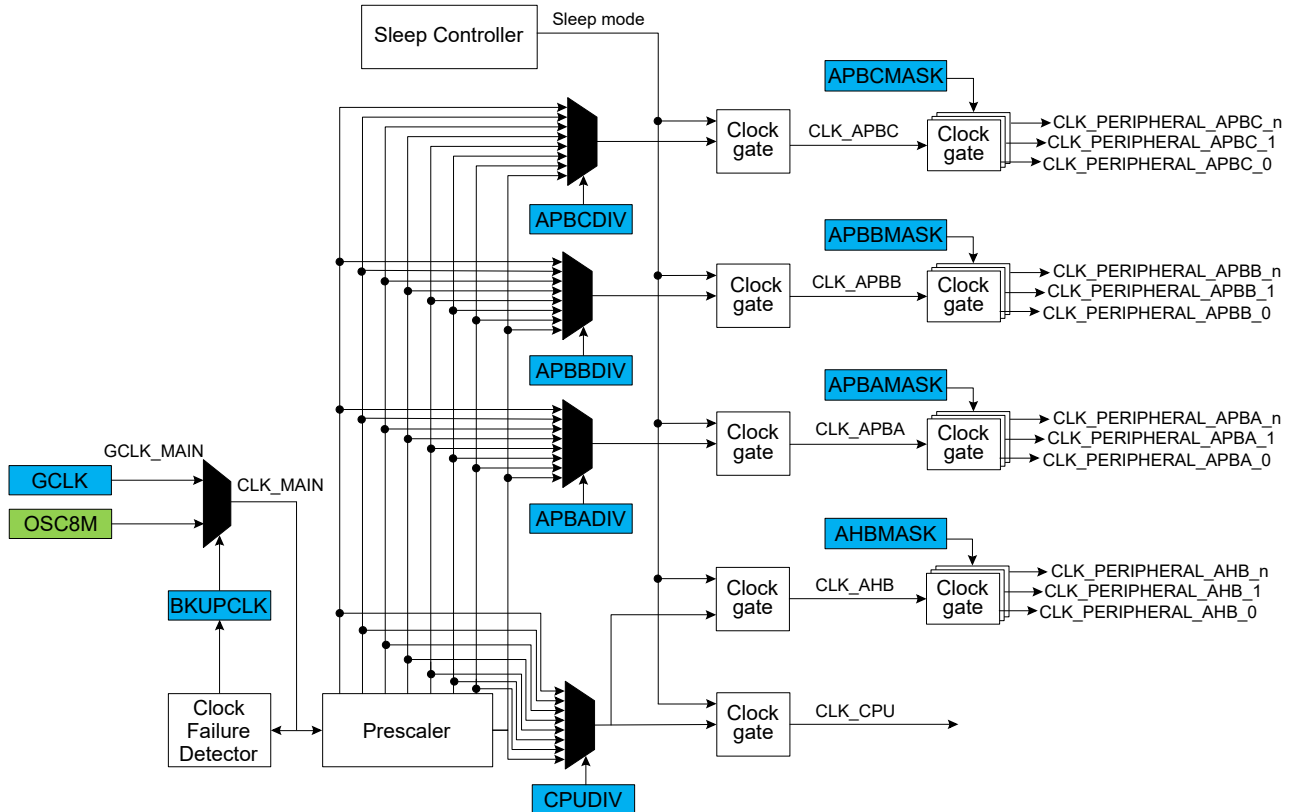 Sleep mode
Sleep Controller
APBCMASK
Clock
gate
CLK_APBC
Clock
gate
CLK_PERIPHERAL_APBC_n
CLK_PERIPHERAL_APBC_1
CLK_PERIPHERAL_APBC_0
APBCDIV
APBBMASK
Clock
gate
CLK_APBB
Clock
gate
CLK_PERIPHERAL_APBB_n
CLK_PERIPHERAL_APBB_1
CLK_PERIPHERAL_APBB_0
APBBDIV
APBAMASK
Clock
gate
CLK_APBA
Clock
gate
CLK_PERIPHERAL_APBA_n
CLK_PERIPHERAL_APBA_1
CLK_PERIPHERAL_APBA_0
GCLK_MAIN
GCLK
CLK_MAIN
OSC8M
APBADIV
AHBMASK
BKUPCLK
Clock
gate
CLK_AHB
Clock
gate
CLK_PERIPHERAL_AHB_n
CLK_PERIPHERAL_AHB_1
CLK_PERIPHERAL_AHB_0
Clock
Failure
Detector
Prescaler
Clock
gate
CLK_CPU
CPUDIV